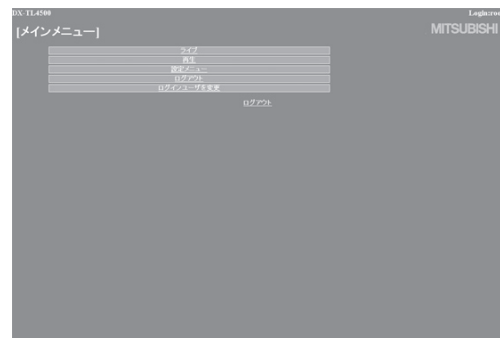 DX-TL4500
Login:roo
[メインメニュー]
MITSUBISHI
ライブ
再生
設定メニュー
ログアウト
ログインユーザを変更
ログアウト